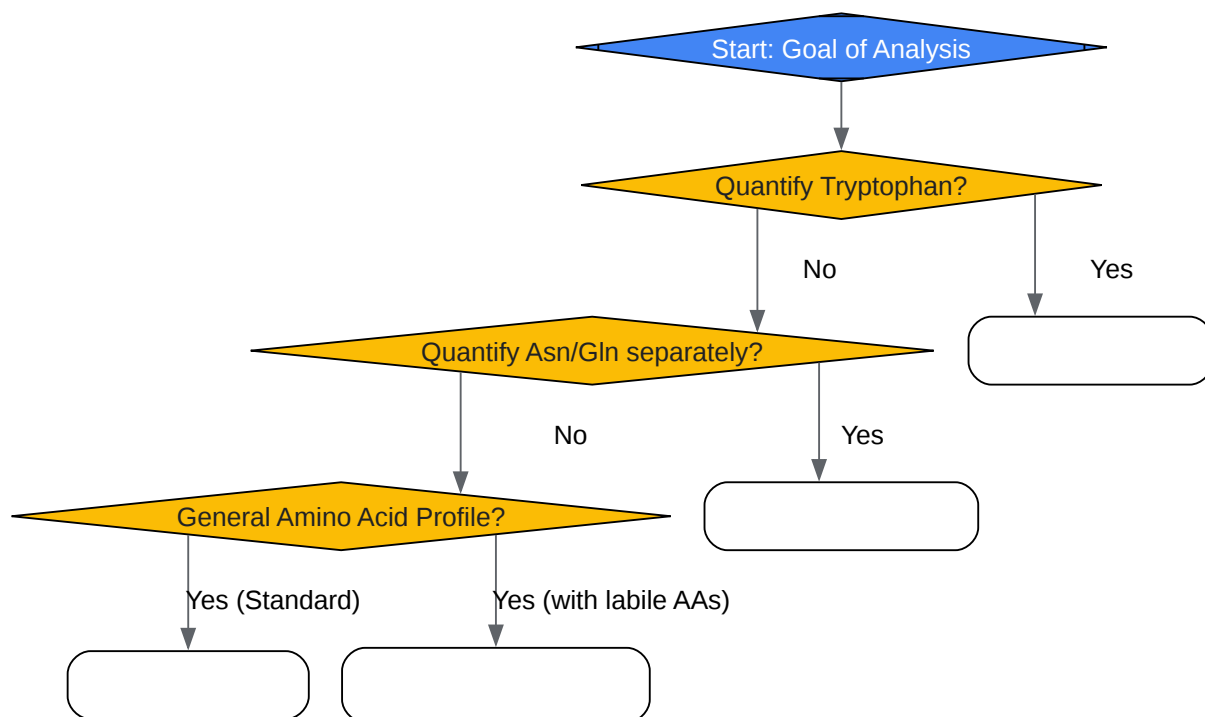 Start: Goal of Analysis
Quantify Tryptophan?
No
Yes
Quantify Asn/Gln separately?
No
Yes
General Amino Acid Profile?
Yes (Standard)
Yes (with labile AAs)